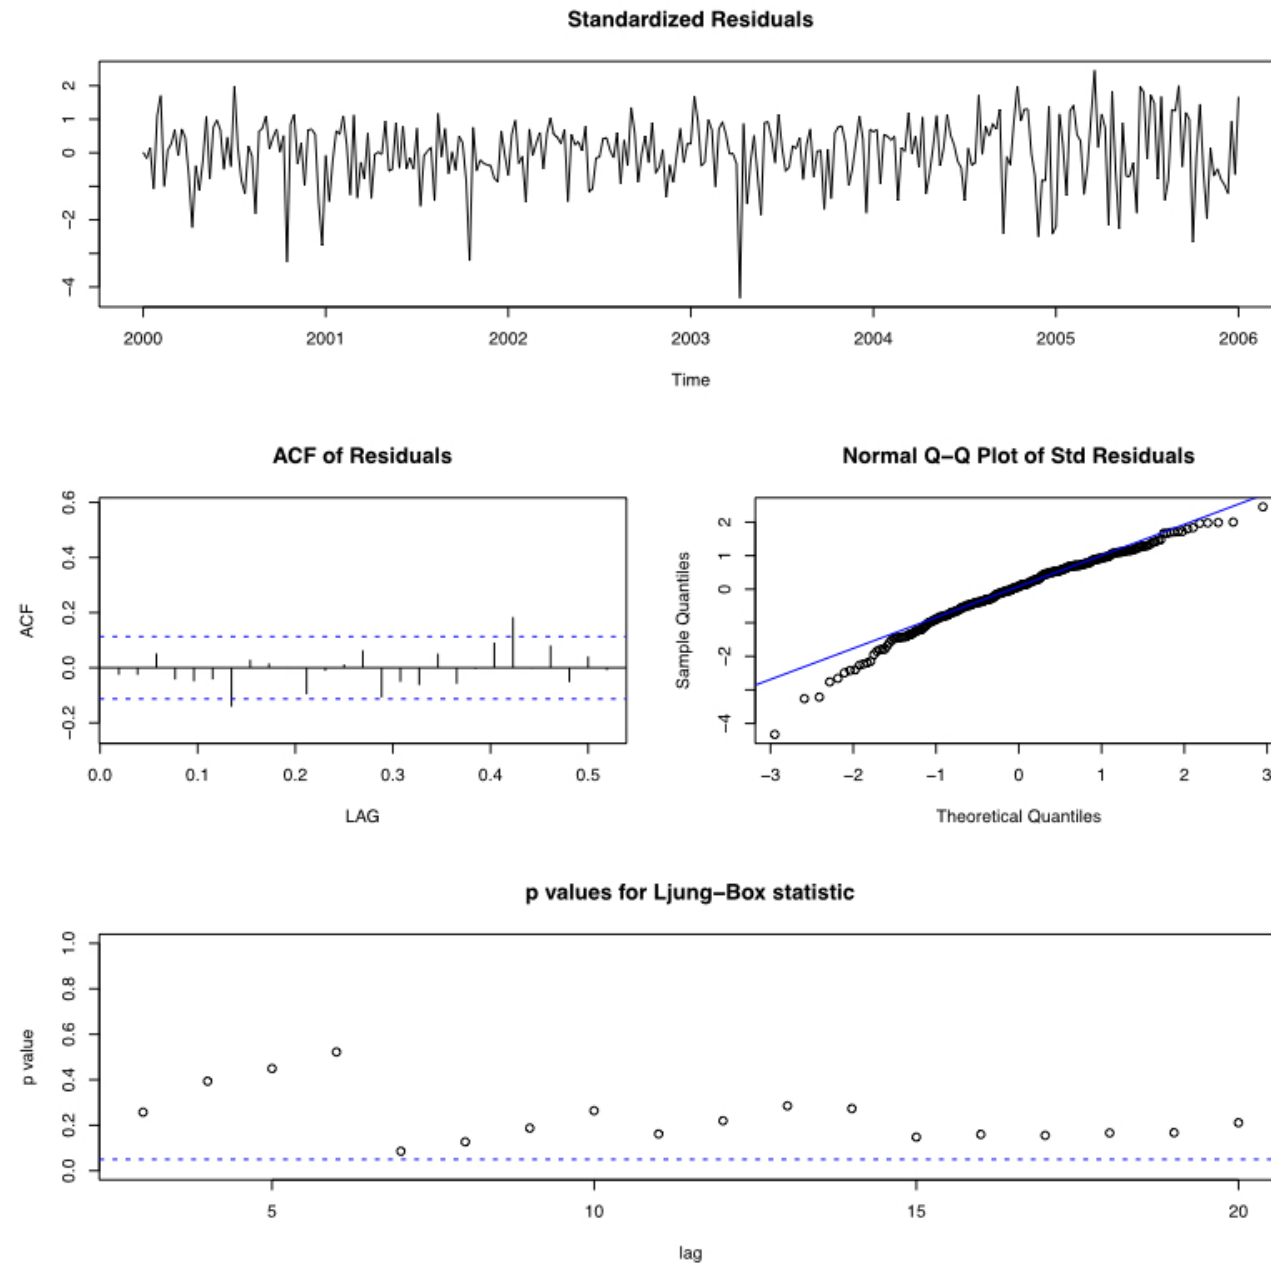 Standardized Residuals
2
1
0
−2
−4
2000 2001 2002 2003 2004 2005 2006
Time
ACF of Residuals
ACF
0.6
0.4
0.2
0.0
−0.2
0.0 0.1 0.2 0.3 0.4 0.5
LAG
Normal Q−Q Plot of Std Residuals
Sample Quantiles
2
1
0
−2
−4
−3 −2 −1 0 1 2 3
Theoretical Quantiles
p values for Ljung−Box statistic
p value
1.0
0.8
0.6
0.4
0.2
0.0
5 10 15 20
lag